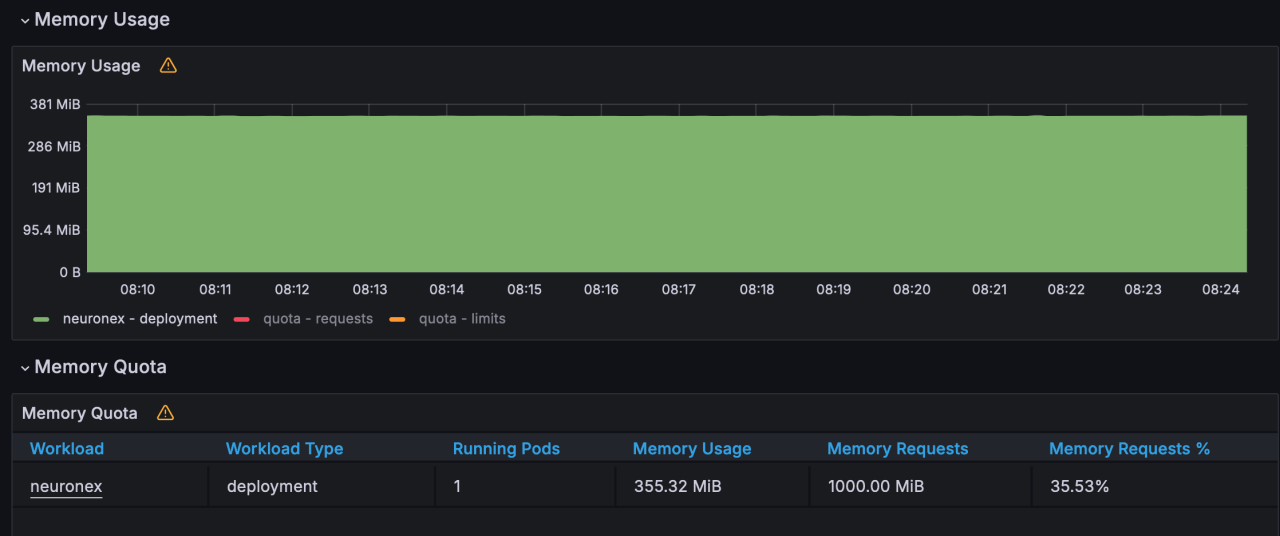 Memory Usage
Memory Usage
381 MiB
286 MiB
191 MiB
95.4 MiB
0 B
08:10 08:11 08:12 08:13 08:14 08:15 08:16 08:17 08:18 08:19 08:20 08:21 08:22 08:23 08:24
neuronex - deployment quota - requests quota - limits
Memory Quota
Memory Quota
Workload Workload Type Running Pods Memory Usage Memory Requests Memory Requests %
neuronex deployment 1 355.32 MiB 1000.00 MiB 35.53%